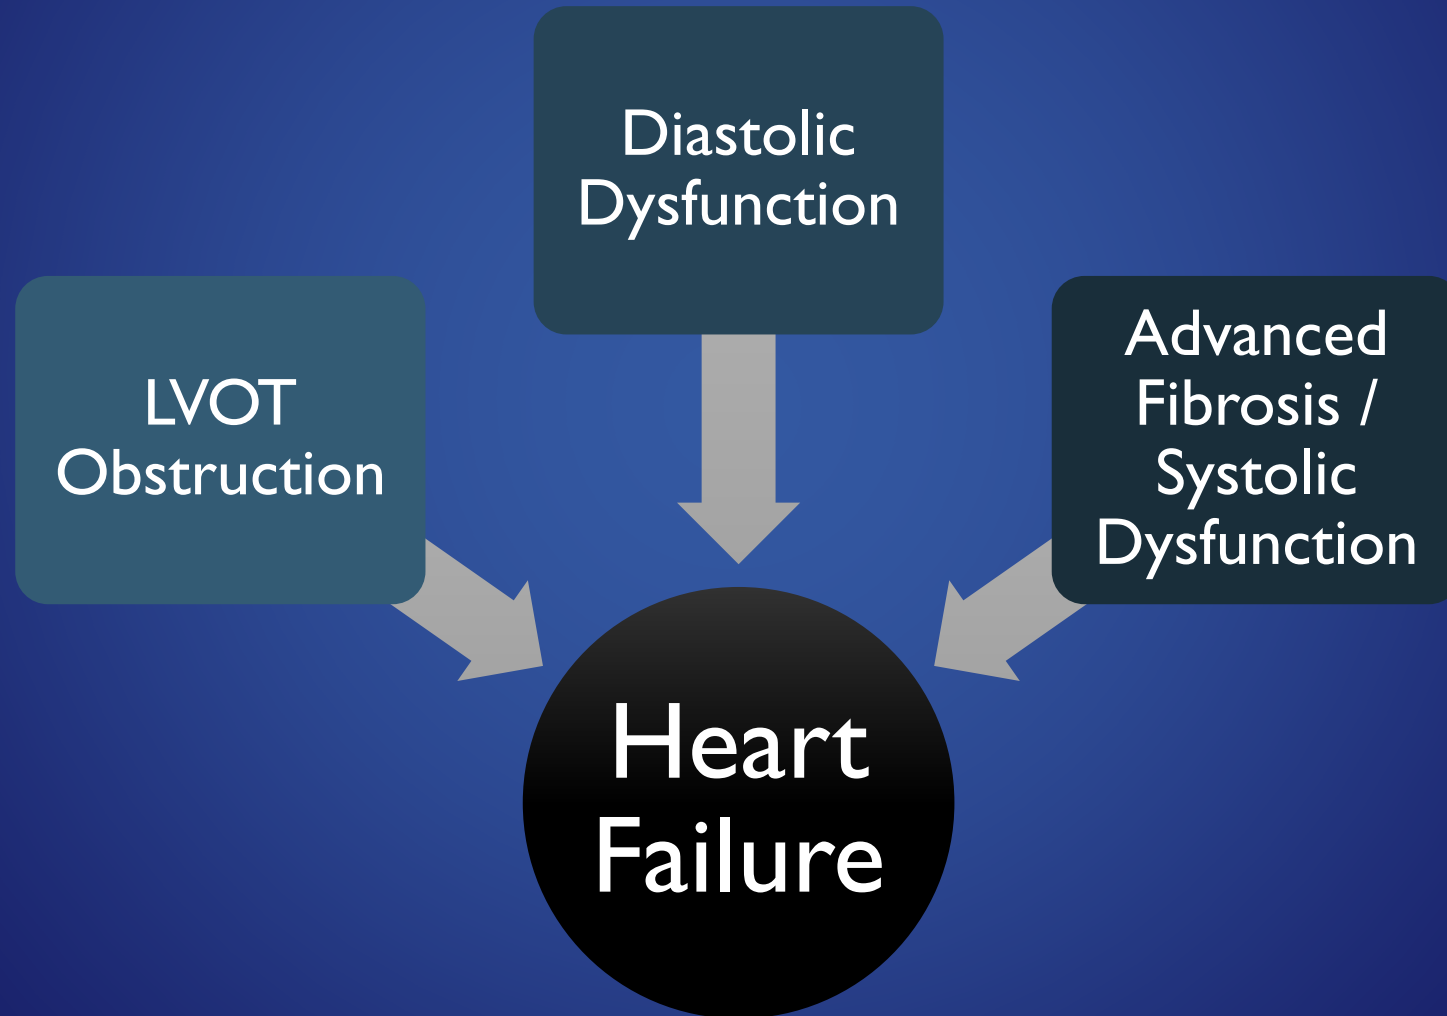 Diastolic
Dysfunction
LVOT
Obstruction
Advanced
Fibrosis /
Systolic
Dysfunction
Heart
Failure